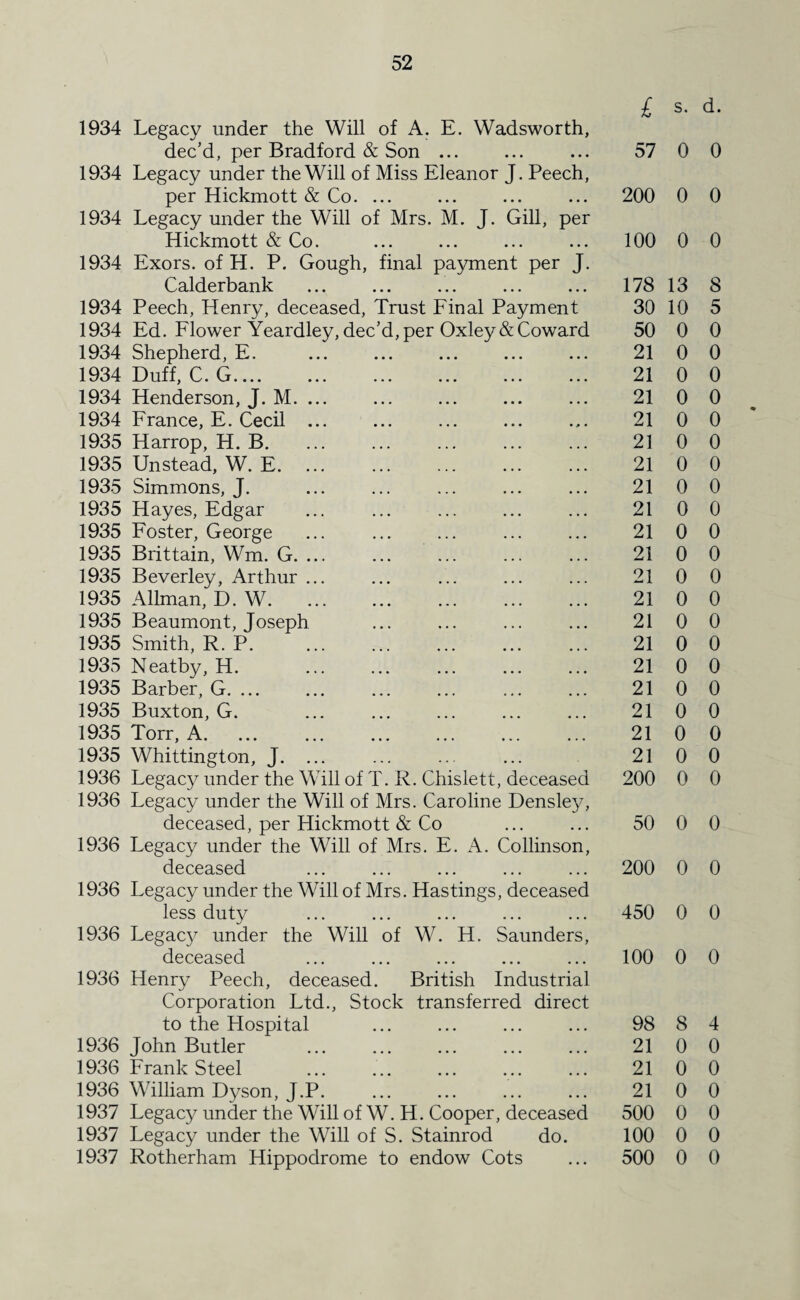 52
£ s. d.
1934 Legacy under the Will of A. E. Wadsworth,
dec'd, per Bradford & Son ... ... ... 57 0 0
1934 Legacy under the Will of Miss Eleanor J. Peech,
per Hickmott & Co. ... ... ... ... 200 0 0
1934 Legacy under the Will of Mrs. M. J. Gill, per
Hickmott & Co. ... ... ... ... 100 0 0
1934 Exors. of H. P. Gough, final payment per J.
Calderbank ... ... ... ... ... 178 13 8
1934 Peech, Henry, deceased, Trust Final Payment 30 10 5
1934 Ed. Flower Yeardley, dec'd, per Oxley & Coward 50 0 0
1934 Shepherd, E. ... ... ... ... ... 21 0 0
1934 Duff, C. G.... ... ... ... ... ... 21 0 0
1934 Henderson, J. M. ... ... ... ... ... 21 0 0
1934 France, E. Cecil ... ... ... ... ... 21 0 0
1935 Harrop, H. B. ... ... ... ... ... 21 0 0
1935 Unstead, W. E. ... ... ... ... ... 21 0 0
1935 Simmons, J. ... ... ... ... ... 21 0 0
1935 Hayes, Edgar ... ... ... ... ... 21 0 0
1935 Foster, George ... ... ... ... ... 21 0 0
1935 Brittain, Wm. G. ... ... ... ... ... 21 0 0
1935 Beverley, Arthur ... ... ... ... ... 21 0 0
1935 Allman, D. W. ... ... ... ... ... 21 0 0
1935 Beaumont, Joseph ... ... ... ... 21 0 0
1935 Smith, R. P. ... ... ... ... ... 21 0 0
1935 Neatby, H. ... ... ... ... ... 21 0 0
1935 Barber, G. ... ... ... ... ... ... 21 0 0
1935 Buxton, G. ... ... ... ... ... 21 0 0
1935 Torr, A. ... ... ... ... ... ... 21 0 0
1935 Whittington, J. ... ... ... ... 21 0 0
1936 Legacy under the Will of T. R. Chislett, deceased 200 0 0
1936 Legacy under the Will of Mrs. Caroline Densley,
deceased, per Hickmott & Co ... ... 50 0 0
1936 Legacy under the Will of Mrs. E. A. Collinson,
deceased ... ... ... ... ... 200 0 0
1936 Legacy under the Will of Mrs. Hastings, deceased
less duty ... ... ... ... ... 450 0 0
1936 Legacy under the Will of W. H. Saunders,
deceased ... ... ... ... ... 100 0 0
1936 Henry Peech, deceased. British Industrial
Corporation Ltd., Stock transferred direct
to the Hospital ... ... ... ... 98 8 4
1936 John Butler ... ... ... ... ... 21 0 0
1936 Frank Steel ... ... ... ... ... 21 0 0
1936 William Dyson, J.P. ... ... ... ... 21 0 0
1937 Legacy under the Will of W. H. Cooper, deceased 500 0 0
1937 Legacy under the Will of S. Stainrod do. 100 0 0
1937 Rotherham Hippodrome to endow Cots ... 500 0 0